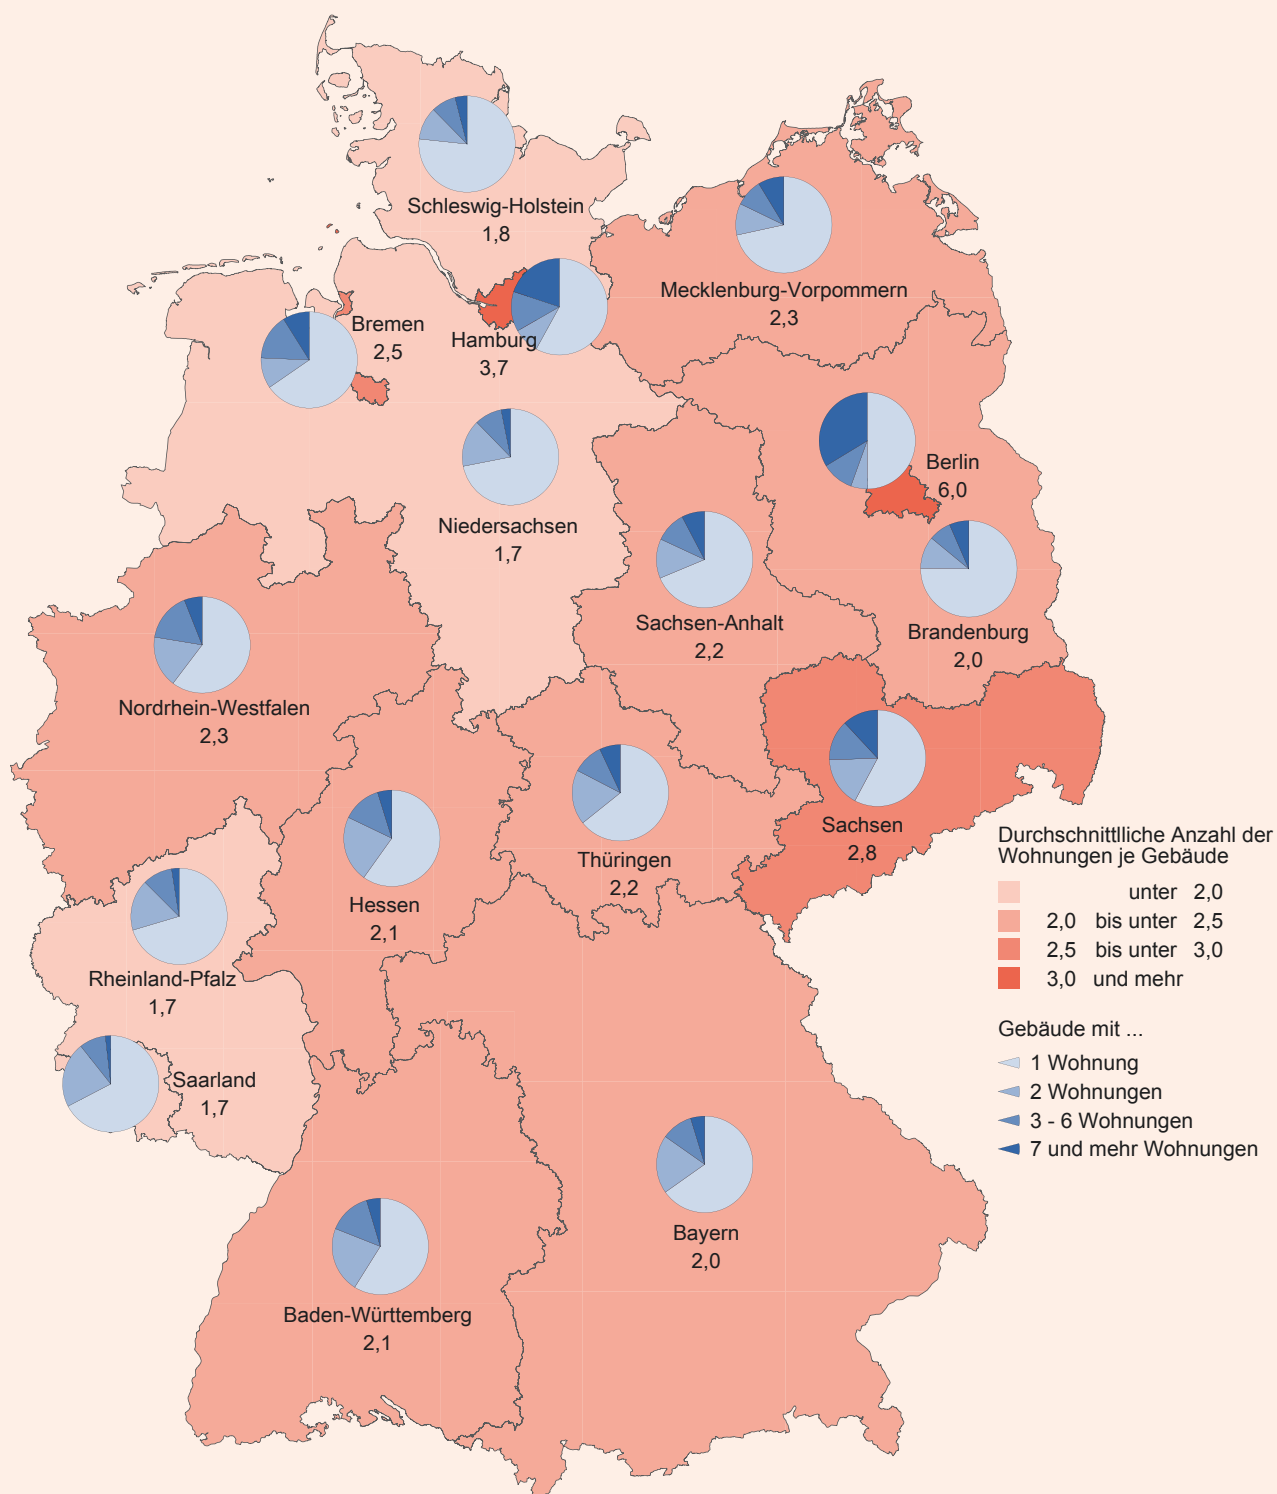 Schleswig-Holstein
1,8
Mecklenburg-Vorpommern
2,3
Bremen
2,5
Hamburg
3,7
Berlin
6,0
Niedersachsen
1,7
Sachsen-Anhalt
2,2
Brandenburg
2,0
Nordrhein-Westfalen
2,3
Sachsen
2,8
Thüringen
2,2
Hessen
2,1
Rheinland-Pfalz
1,7
Saarland
1,7
Bayern
2,0
Baden-Württemberg
2,1
Durchschnittlliche Anzahl der
Wohnungen je Gebäude
unter 2,0
2,0 bis unter 2,5
2,5 bis unter 3,0
3,0 und mehr
Gebäude mit ...
1 Wohnung
2 Wohnungen
3 - 6 Wohnungen
7 und mehr Wohnungen